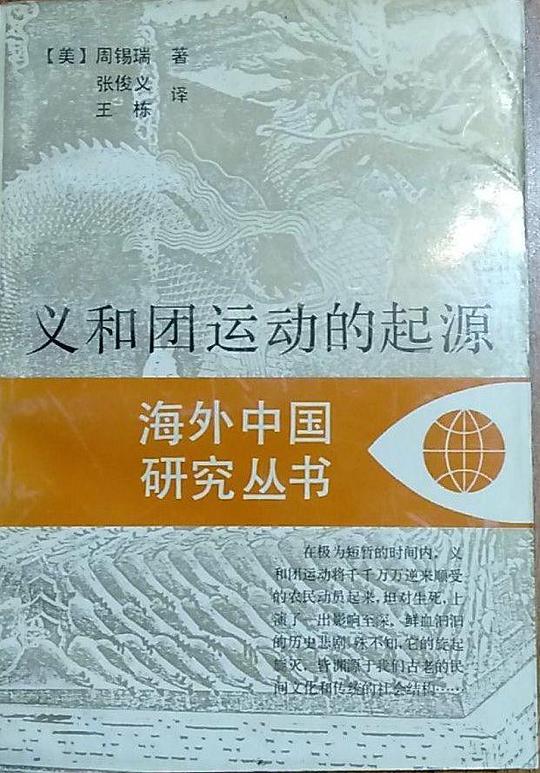 【美】周锡瑞 著
张俊义
王 栋 译
义和团运动的起源
海外中国
研究丛书
在极为短暂的时间内，义
和团运动将千千万万逆来顺受
的农民动员起来，坦对生死，上
演了一出影响至深、鲜血汩汩
的历史悲剧。殊不知，它的旋起
旋灭，皆渊源于我们古老的民
间文化和传统的社会结构……